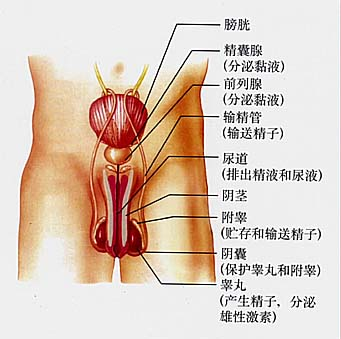 膀胱
精囊腺
(分泌黏液)
前列腺
(分泌黏液)
输精管
(输送精子)
尿道
(排出精液和尿液)
阴茎
附睾
(贮存和输送精子)
阴囊
(保护睾丸和附睾)
睾丸
(产生精子、分泌
雄性激素)